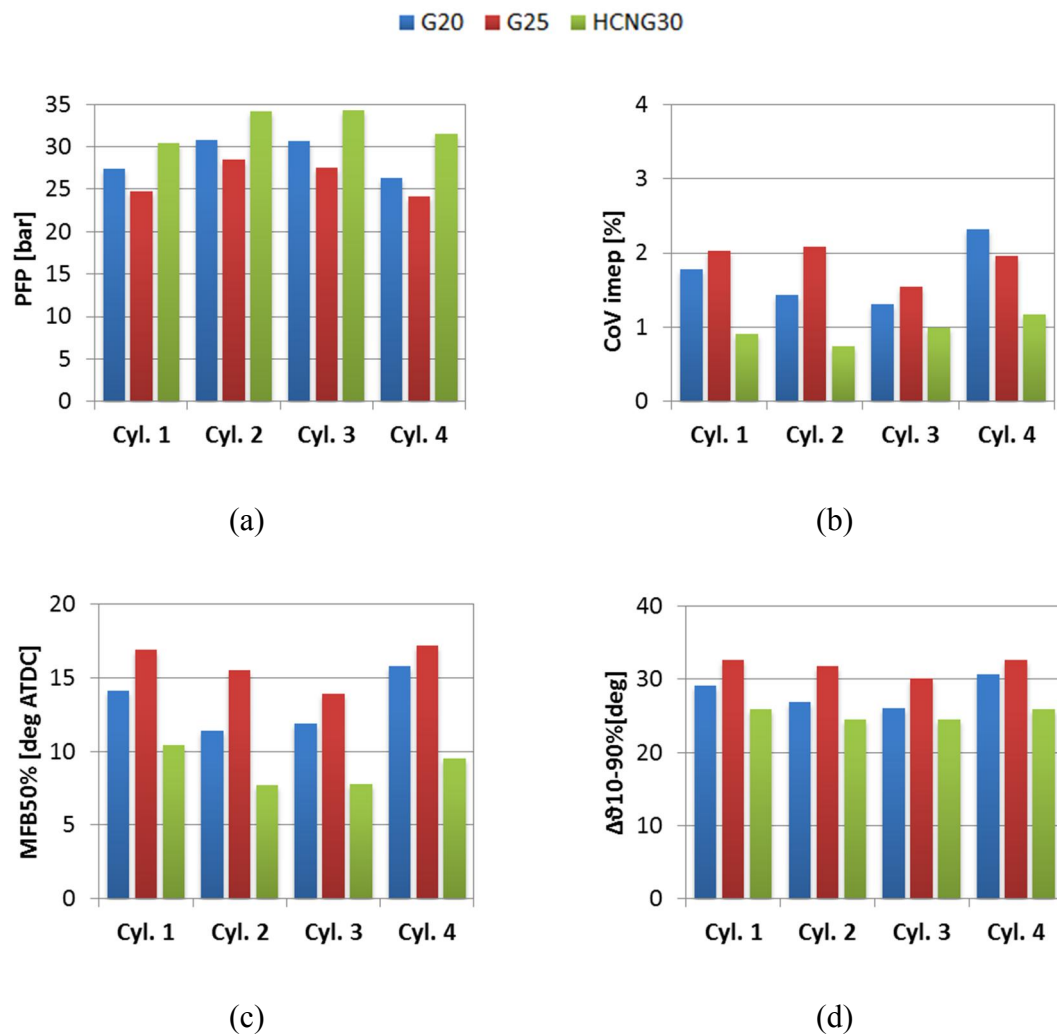 G20 G25 HCNG30
35
30
25
20
15
10
5
0
PFP [bar]
Cyl. 1 Cyl. 2 Cyl. 3 Cyl. 4
(a)
4
3
2
1
0
CoV imep [%]
Cyl. 1 Cyl. 2 Cyl. 3 Cyl. 4
(b)
20
15
10
5
0
MFB50% [deg ATDC]
Cyl. 1 Cyl. 2 Cyl. 3 Cyl. 4
(c)
40
30
20
10
0
Δϑ10-90%[deg]
Cyl. 1 Cyl. 2 Cyl. 3 Cyl. 4
(d)